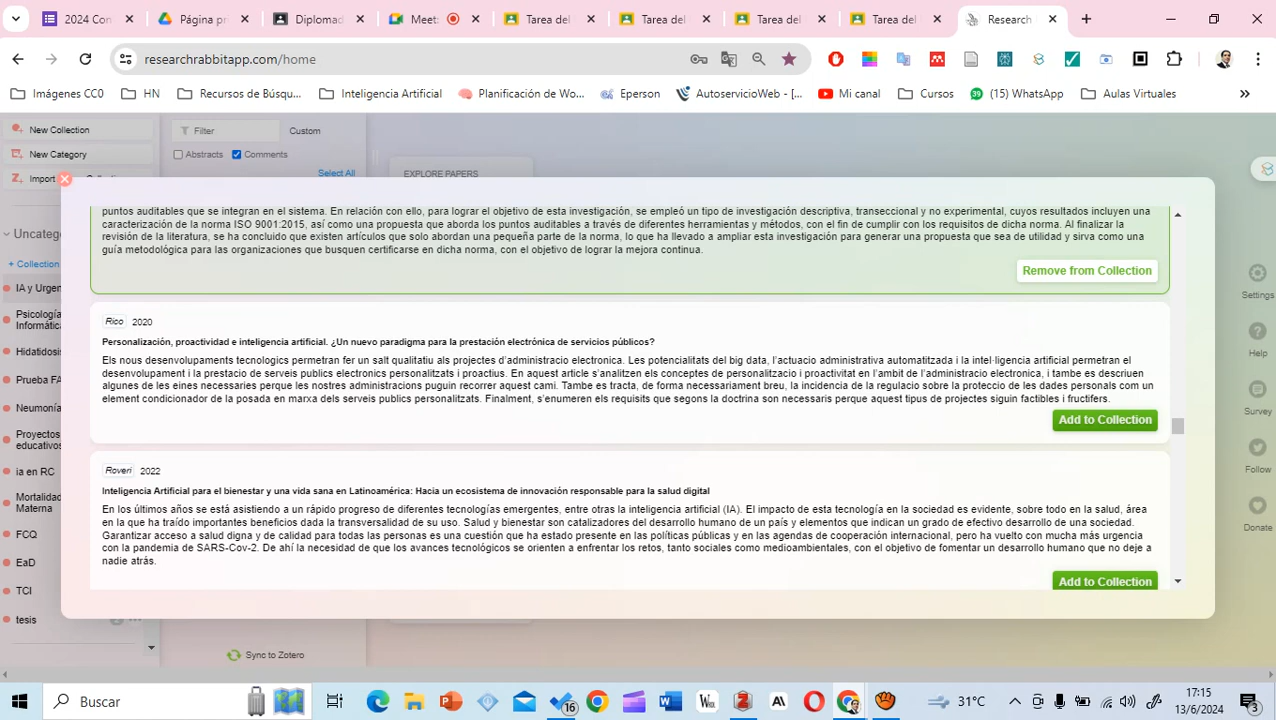 2024 Con
Página pri
Diplomad
Meet:
Tarea del
Tarea del
Tarea del
Tarea del
Research
researchrabbitapp.com/home
Imágenes CC0
HN
Recursos de Búsqu...
Inteligencia Artificial
Planificación de Wo...
Eperson
AutoservicioWeb - [...
Mi canal
Cursos
(15) WhatsApp
Aulas Virtuales
New Collection
Filter
Custom
New Category
Abstracts
Comments
Import
Select All
EXPLORE PAPERS
puntos auditables que se integran en el sistema. En relación con ello, para lograr el objetivo de esta investigación, se empleó un tipo de investigación descriptiva, transeccional y no experimental, cuyos resultados incluyen una
caracterización de la norma ISO 9001:2015, así como una propuesta que aborda los puntos auditables a través de diferentes herramientas y métodos, con el fin de cumplir con los requisitos de dicha norma. Al finalizar la
revisión de la literatura, se ha concluido que existen artículos que solo abordan una pequeña parte de la norma, lo que ha llevado a ampliar esta investigación para generar una propuesta que sea de utilidad y sirva como una
guía metodológica para las organizaciones que busquen certificarse en dicha norma, con el objetivo de lograr la mejora continua.
Remove from Collection
Rico 2020
Personalización, proactividad e inteligencia artificial. ¿Un nuevo paradigma para la prestación electrónica de servicios públicos?
Els nous desenvolupaments tecnologics permetran fer un salt qualitatiu als projectes d'administracio electronica. Les potencialitats del big data, l'actuacio administrativa automatitzada i la intel·ligencia artificial permetran el
desenvolupament i la prestacio de serveis publics electronics personalitzats i proactius. En aquest article s'analitzen els conceptes de personalitzacio i proactivitat en l'ambit de l'administracio electronica, i tambe es descriuen
algunes de les eines necessaries perque les nostres administracions puguin recorrer aquest cami. Tambe es tracta, de forma necessariament breu, la incidencia de la regulacio sobre la proteccio de les dades personals com un
element condicionador de la posada en marxa dels serveis publics personalitzats. Finalment, s'enumeren els requisits que segons la doctrina son necessaris perque aquest tipus de projectes siguin factibles i fructifers.
Add to Collection
Roveri 2022
Inteligencia Artificial para el bienestar y una vida sana en Latinoamérica: Hacia un ecosistema de innovación responsable para la salud digital
En los últimos años se está asistiendo a un rápido progreso de diferentes tecnologías emergentes, entre otras la inteligencia artificial (IA). El impacto de esta tecnología en la sociedad es evidente, sobre todo en la salud, área
en la que ha traído importantes beneficios dada la transversalidad de su uso. Salud y bienestar son catalizadores del desarrollo humano de un país y elementos que indican un grado de efectivo desarrollo de una sociedad.
Garantizar acceso a salud digna y de calidad para todas las personas es una cuestión que ha estado presente en las políticas públicas y en las agendas de cooperación internacional, pero ha vuelto con mucha más urgencia
con la pandemia de SARS-Cov-2. De ahí la necesidad de que los avances tecnológicos se orienten a enfrentar los retos, tanto sociales como medioambientales, con el objetivo de fomentar un desarrollo humano que no deje a
nadie atrás.
Add to Collection
Uncateg
+ Collection
IA y Urgen
Psicología
Informátic
Hidatidosis
Prueba FA
Neumonía
Proyectos
educativos
ia en RC
Mortalidad
Materna
FCQ
EaD
TCI
tesis
Settings
Help
Survey
Follow
Donate
Sync to Zotero
Buscar
16
31°C
17:15
13/6/2024
3